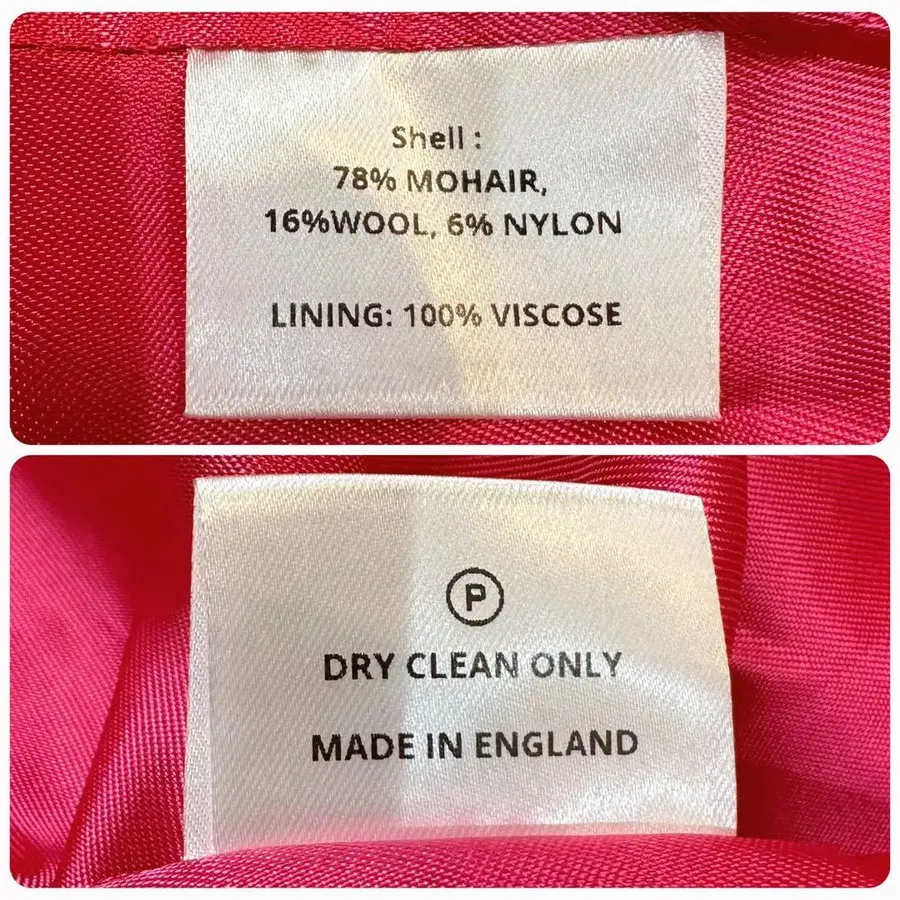 Shell :
78% MOHAIR,
16%WOOL, 6% NYLON
LINING: 100% VISCOSE
P
DRY CLEAN ONLY
MADE IN ENGLAND